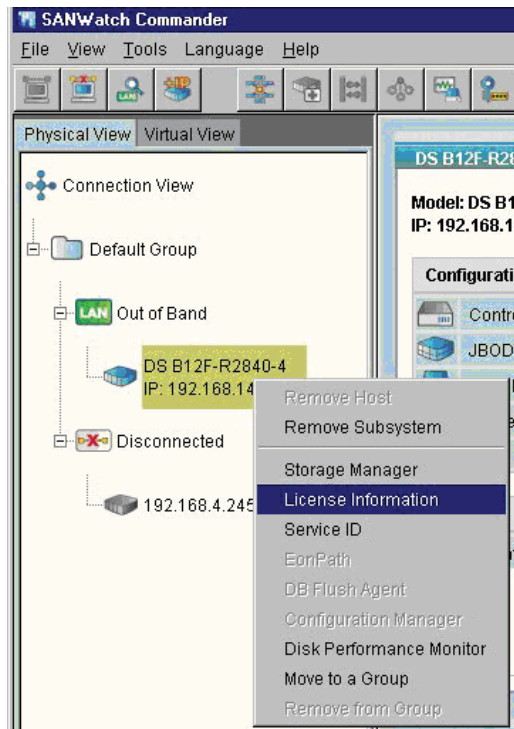 SANWatch Commander
File View Tools Language Help
Physical View Virtual View
Connection View
Default Group
LAN Out of Band
DS B12F-R2840-4
IP: 192.168.14
Disconnected
192.168.4.245
DS B12F-R28
Model: DS B1
IP: 192.168.1
Configurati
Contro
JBOD
Remove Host
Remove Subsystem
Storage Manager
License Information
Service ID
EonPath
DB Flush Agent
Configuration Manager
Disk Performance Monitor
Move to a Group
Remove from Group